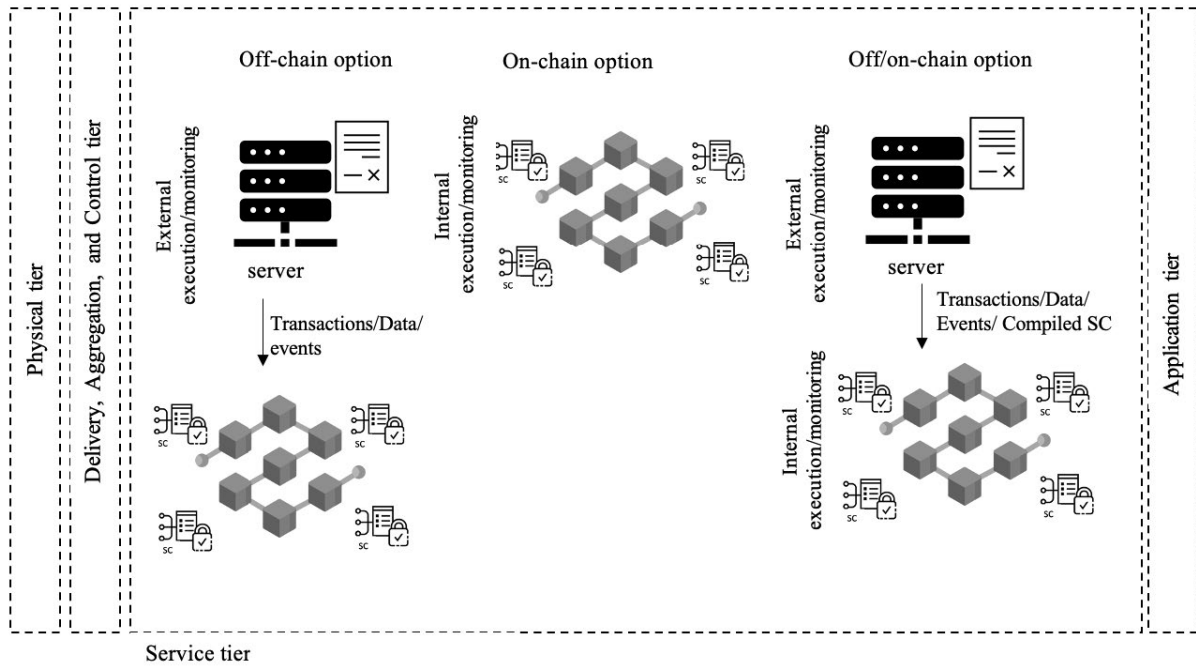 Physical tier
Delivery, Aggregation, and Control tier
Off-chain option
External
execution/monitoring
server
Transactions/Data/
events
SC
SC
SC
SC
On-chain option
Internal
execution/monitoring
SC
SC
SC
SC
Off/on-chain option
External
execution/monitoring
server
Transactions/Data/
Events/ Compiled SC
Internal
execution/monitoring
SC
SC
SC
SC
Application tier
Service tier